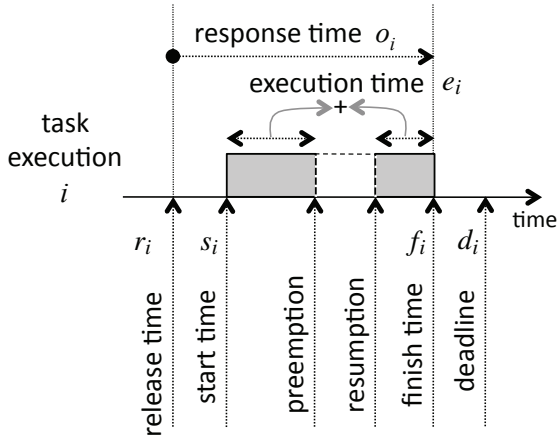 response time o_i
execution time e_i
+
task
execution
i
time
r_i
s_i
f_i
d_i
release time
start time
preemption
resumption
finish time
deadline